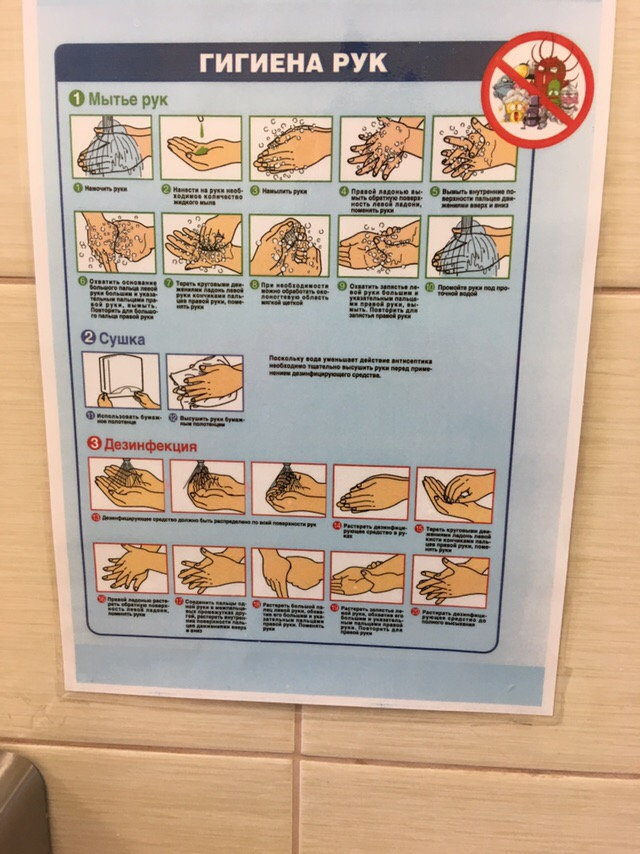 ГИГИЕНА РУК
1 Мытье рук
1 Намочить руки
2 Нанести на руки необ-
ходимое количество
жидкого мыла
3 Намылить руки
4 Правой ладонью вы-
мыть обратную поверх-
ность левой ладони,
поменять руки
5 Вымыть внутренние по-
верхности пальцев дви-
жениями вверх и вниз
6 Охватить основание
большого пальца левой
руки большим и указа-
тельным пальцами пра-
вой руки, вымыть.
Повторить для большо-
го пальца правой руки
7 Тереть круговыми дви-
жениями ладонь левой
руки кончиками паль-
цев правой руки, поме-
нять руки
8 При необходимости
можно обработать око-
лоногтевую область
мягкой щеткой
9 Охватить запястье ле-
вой руки большим и
указательным пальца-
ми правой руки, вы-
мыть. Повторить для
запястья правой руки
10 Промойте руки под про-
точной водой
2 Сушка
Поскольку вода уменьшает действие антисептика
необходимо тщательно высушить руки перед приме-
нением дезинфицирующего средства.
11 Использовать бумаж-
ное полотенце
12 Высушить руки бумаж-
ным полотенцем
3 Дезинфекция
13 Дезинфицирующее средство должно быть распределено по всей поверхности рук
14 Растереть дезинфици-
рующее средство в ру-
ках
15 Тереть круговыми дви-
жениями ладонь левой
кисти кончиками паль-
цев правой руки, поме-
нять руки
16 Правой ладонью расте-
реть обратную поверх-
ность левой ладони,
поменять руки
17 Соединить пальцы од-
ной руки в межпальце-
вых промежутках дру-
гой, растереть внутрен-
ние поверхности паль-
цев движениями вверх
и вниз
18 Растереть большой па-
лец левой руки, обхва-
тив его большим и ука-
зательным пальцами
правой руки. Поменять
руки
19 Растереть запястье ле-
вой руки, обхватив его
большим и указатель-
ным пальцами правой
руки. Повторить для
правой руки
20 Растирать дезинфици-
рующее средство до
полного высыхания